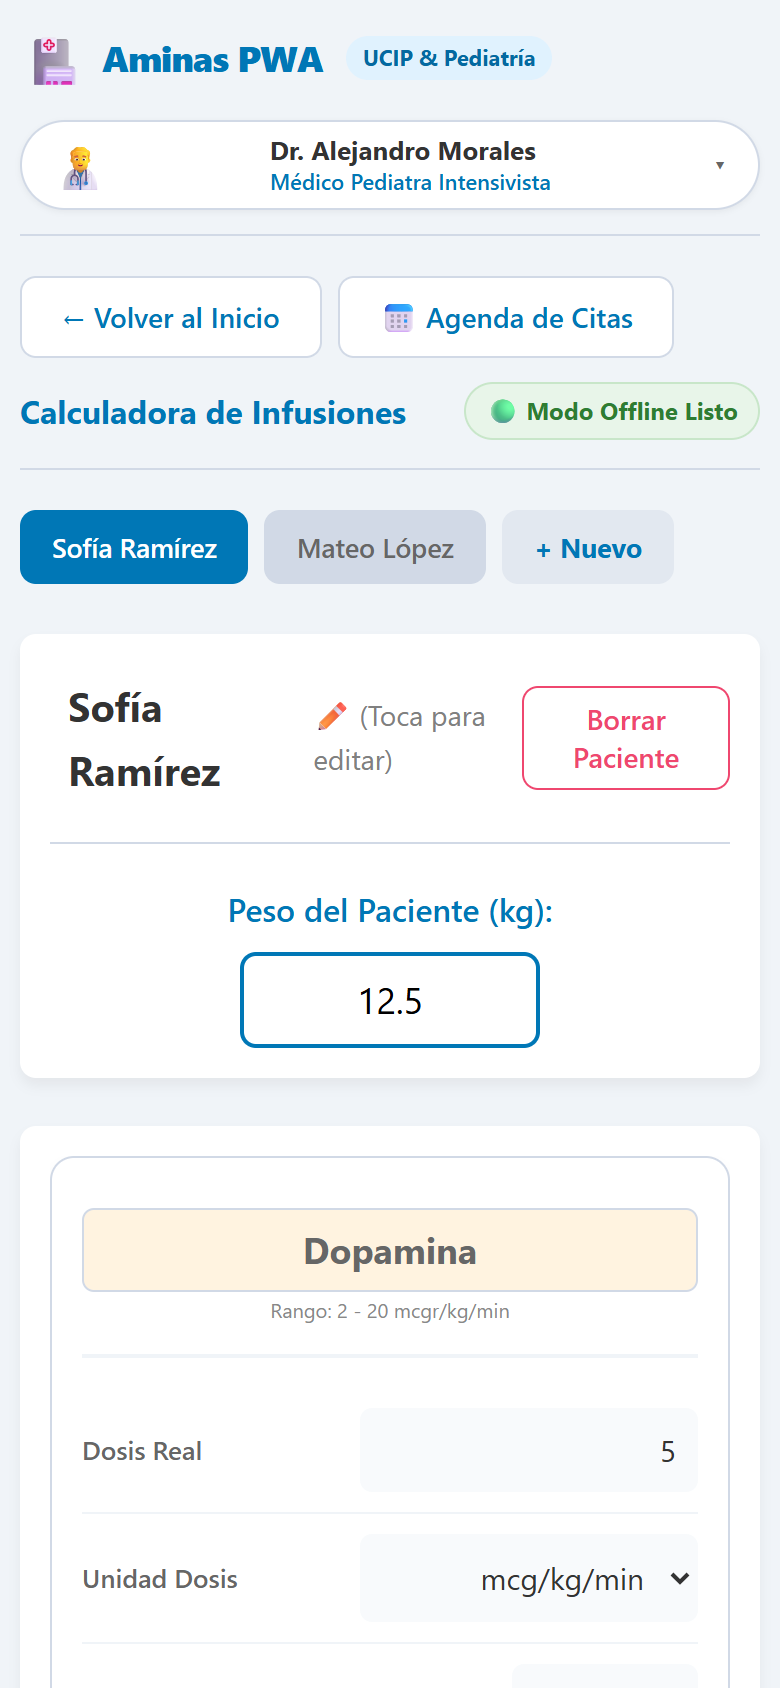 Aminas PWA
UCIP & Pediatría
Dr. Alejandro Morales
Médico Pediatra Intensivista
▼
← Volver al Inicio
Agenda de Citas
Calculadora de Infusiones
Modo Offline Listo
Sofía Ramírez
Mateo López
+ Nuevo
Sofía
Ramírez
(Toca para
editar)
Borrar
Paciente
Peso del Paciente (kg):
12.5
Dopamina
Rango: 2 - 20 mcgr/kg/min
Dosis Real
5
Unidad Dosis
mcg/kg/min